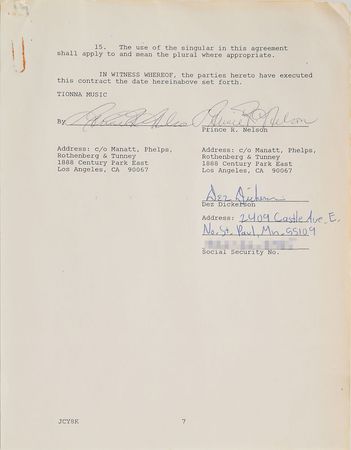 15. The use of the singular in this agreement
shall apply to and mean the plural where appropriate.
IN WITNESS WHEREOF, the parties hereto have executed
this contract the date hereinabove set forth.
TIONNA MUSIC
By
Prince R. Nelson
Address: c/o Manatt, Phelps,
Rothenberg & Tunney
1888 Century Park East
Los Angeles, CA 90067
Address: c/o Manatt, Phelps,
Rothenberg & Tunney
1888 Century Park East
Los Angeles, CA 90067
Dez Dickerson
Dez Dickerson
Address: 2409 Castle Ave. E.
No. St. Paul, Mn. 55109
Social Security No.
JCY8K 7